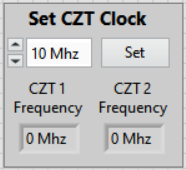 Set CZT Clock
10 Mhz Set
CZT 1 CZT 2
Frequency Frequency
0 Mhz 0 Mhz